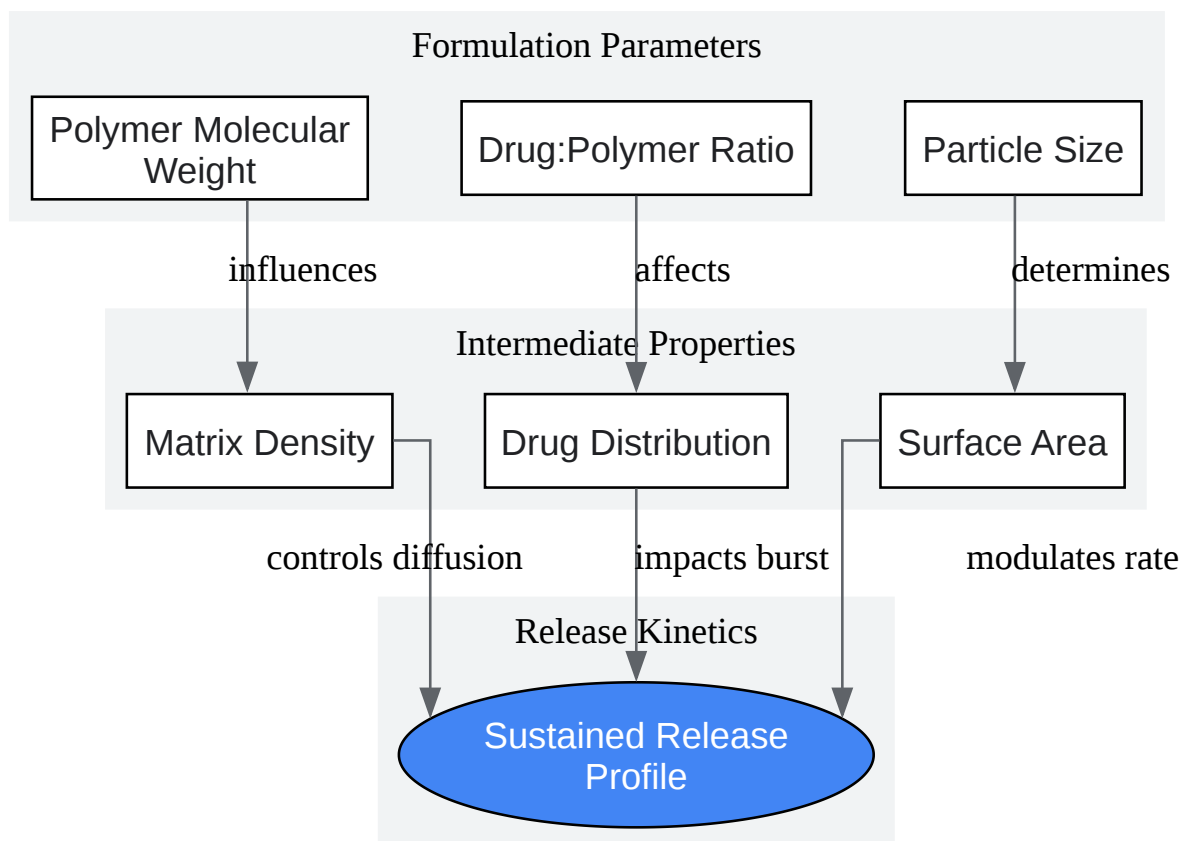 Formulation Parameters
Polymer Molecular
Weight
Drug:Polymer Ratio
Particle Size
influences
affects
determines
Intermediate Properties
Matrix Density
Drug Distribution
Surface Area
controls diffusion
impacts burst
modulates rate
Release Kinetics
Sustained Release
Profile